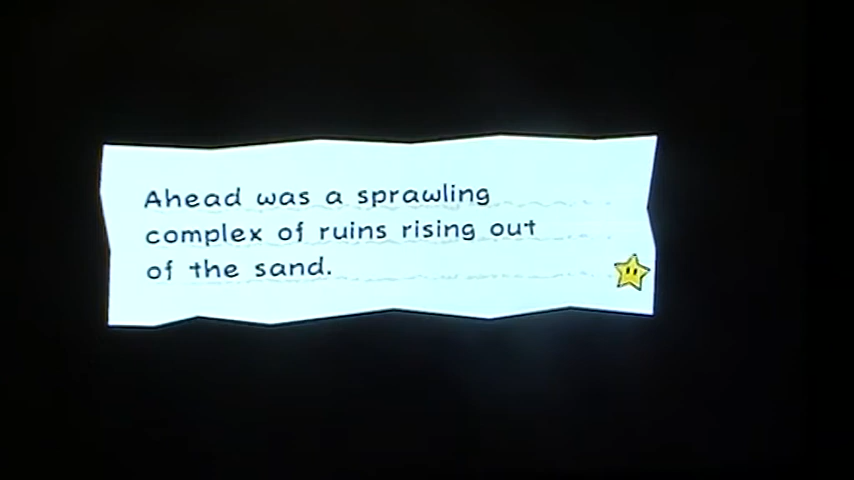 Ahead was a sprawling
complex of ruins rising out
of the sand.